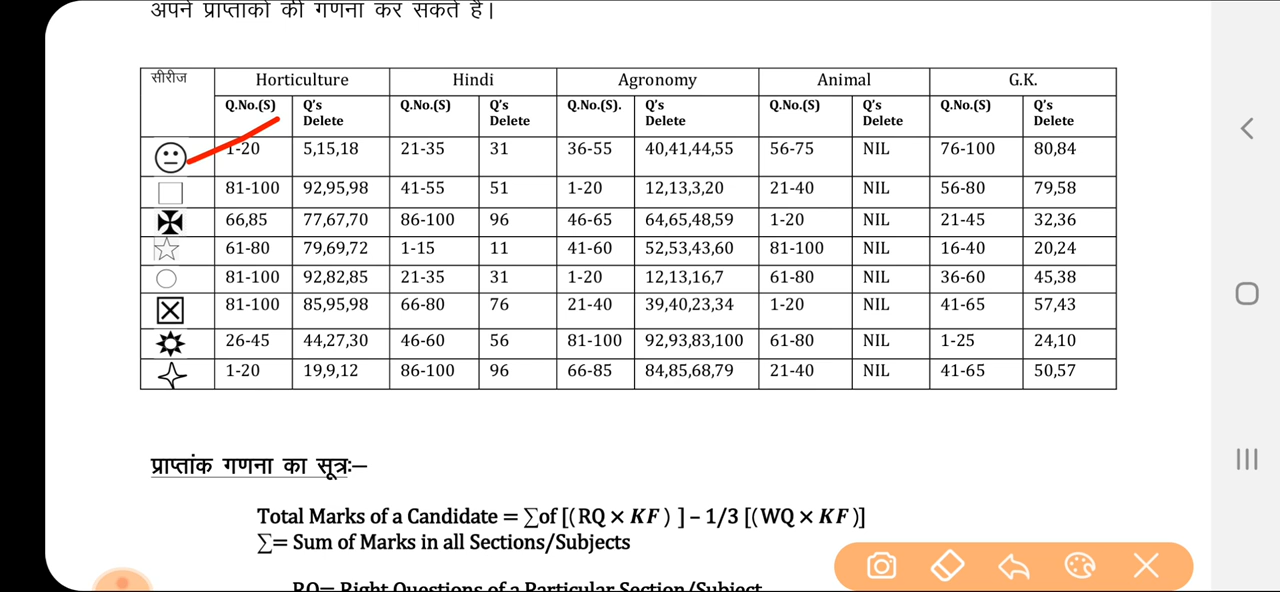 अपने प्राप्ताकों की गणना कर सकते है।
सीरीज Horticulture Hindi Agronomy Animal G.K.
Q.No.(S) Q's Delete Q.No.(S) Q's Delete Q.No.(S). Q's Delete Q.No.(S) Q's Delete Q.No.(S) Q's Delete
1-20 5,15,18 21-35 31 36-55 40,41,44,55 56-75 NIL 76-100 80,84
81-100 92,95,98 41-55 51 1-20 12,13,3,20 21-40 NIL 56-80 79,58
66,85 77,67,70 86-100 96 46-65 64,65,48,59 1-20 NIL 21-45 32,36
61-80 79,69,72 1-15 11 41-60 52,53,43,60 81-100 NIL 16-40 20,24
81-100 92,82,85 21-35 31 1-20 12,13,16,7 61-80 NIL 36-60 45,38
81-100 85,95,98 66-80 76 21-40 39,40,23,34 1-20 NIL 41-65 57,43
26-45 44,27,30 46-60 56 81-100 92,93,83,100 61-80 NIL 1-25 24,10
1-20 19,9,12 86-100 96 66-85 84,85,68,79 21-40 NIL 41-65 50,57
प्राप्तांक गणना का सूत्रः–
Total Marks of a Candidate = ∑of [(RQ × KF ) ] – 1/3 [(WQ × KF )]
∑= Sum of Marks in all Sections/Subjects
RQ= Right Questions of a Particular Section/Subject